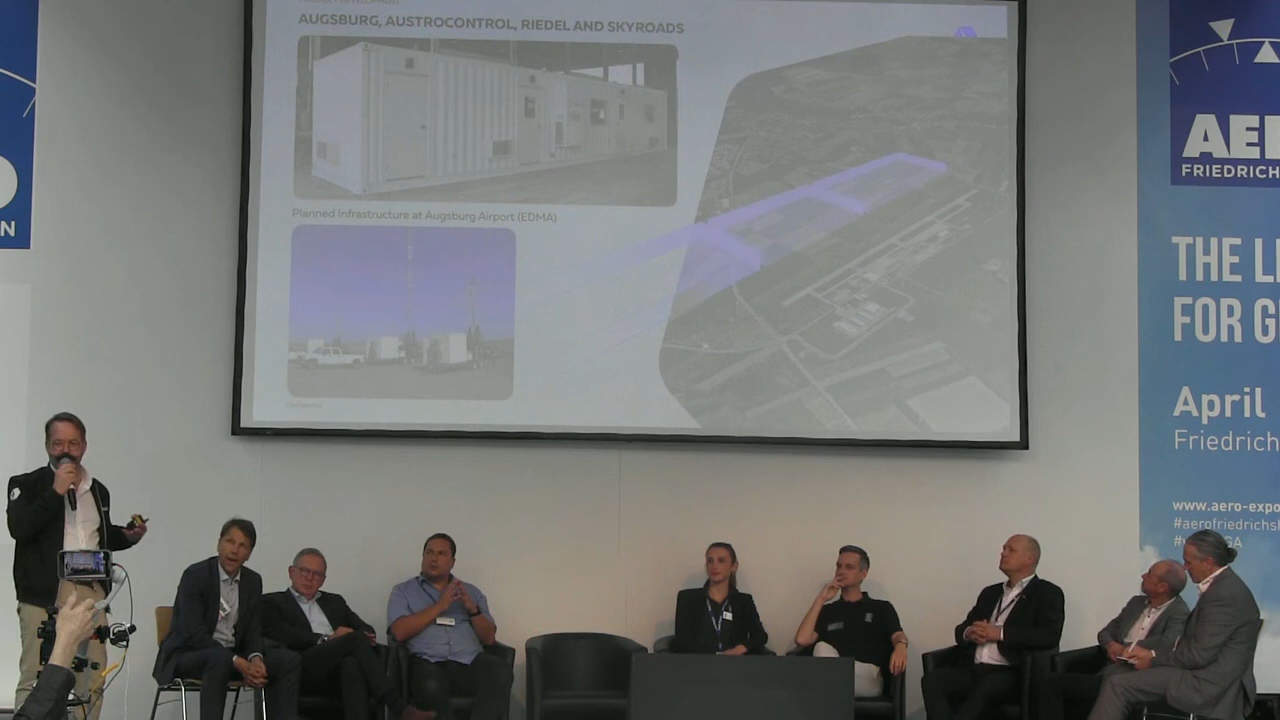 AUGSBURG, AUSTROCONTROL, RIEDEL AND SKYROADS
Planned Infrastructure at Augsburg Airport (EDMA)
N
AE
FRIEDRICH
THE L
FOR G
April
Friedrich
www.aero-expo
#aerofriedrichsh